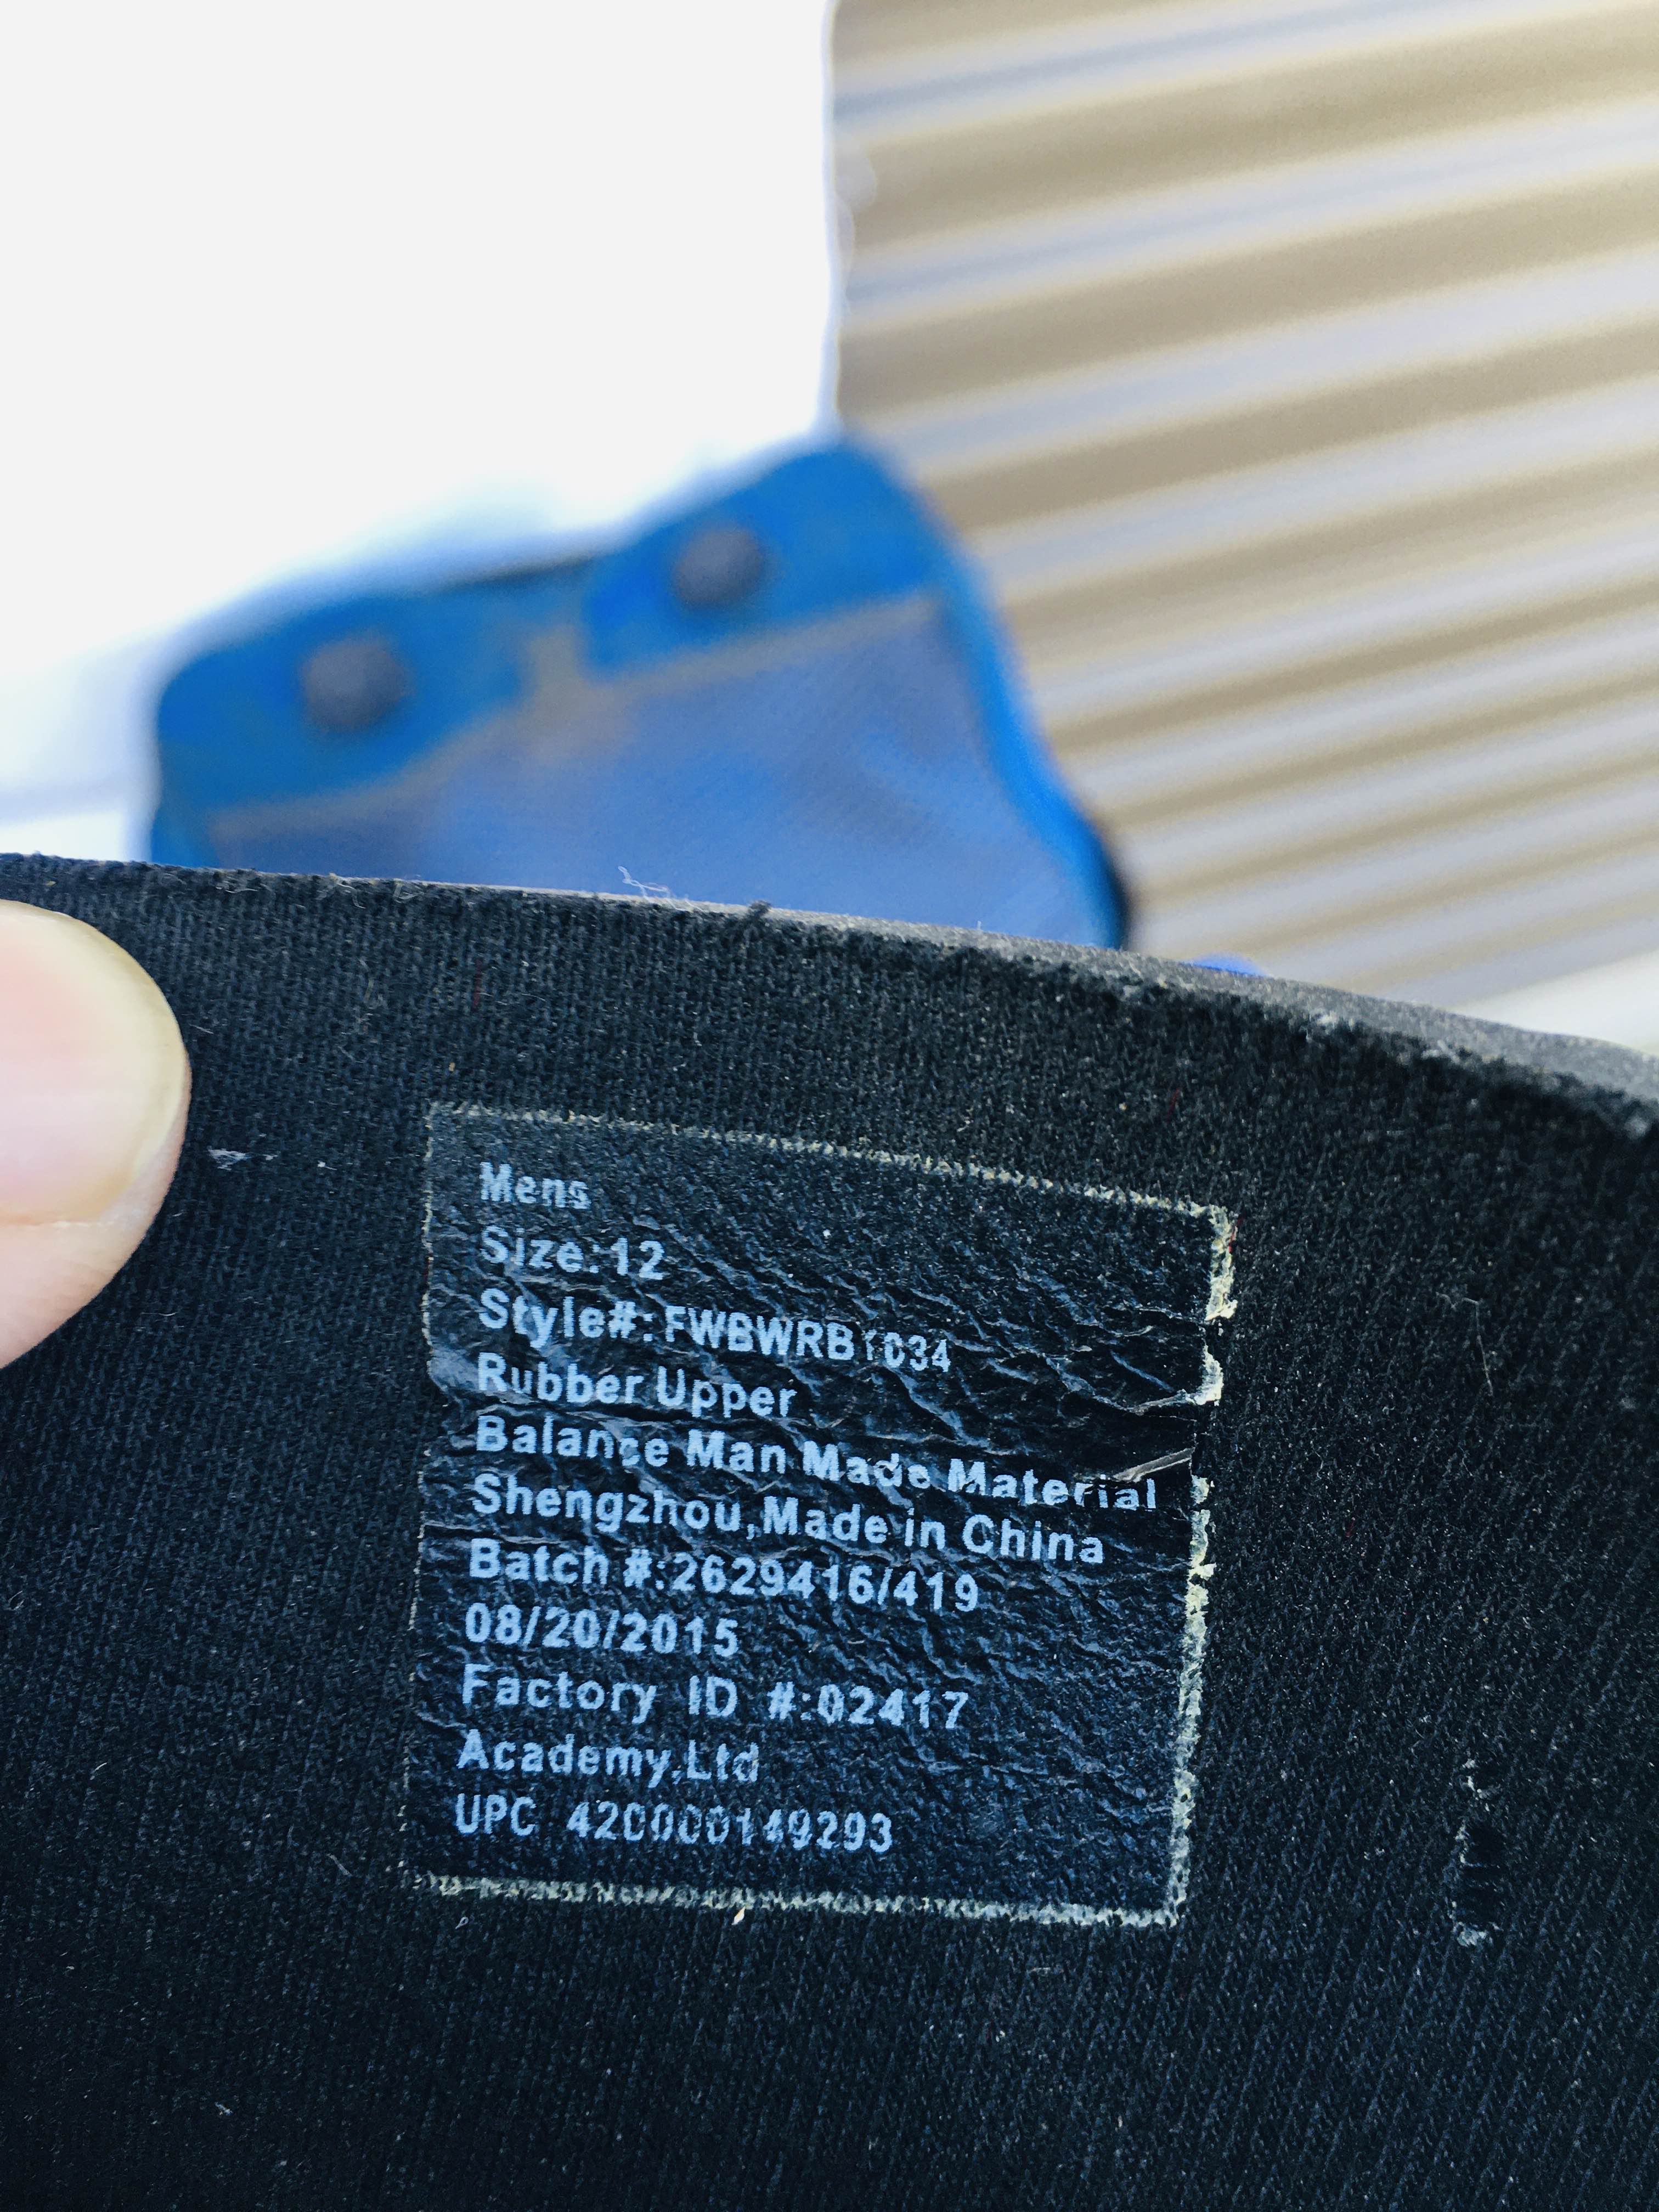 Mens
Size:12
Style#:FWBWRB1034
Rubber Upper
Balance Man Made Material
Shengzhou,Made in China
Batch #:2629416/419
08/20/2015
Factory ID #:02417
Academy,Ltd
UPC 420000149293